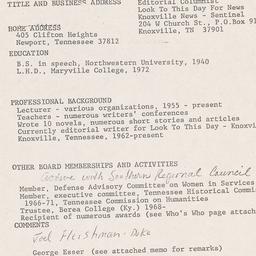 TITLE AND BUSINESS ADDRESS
Editorial Columnist
Look To This Day For News
Knoxville News - Sentinel
204 W Church St., P.O.Box
Knoxville, TN 37901
HOME ADDRESS
405 Clifton Heights
Newport, Tennessee 37812
EDUCATION
B.S. in speech, Northwestern University, 1940
L.H.D., Maryville College, 1972
PROFESSIONAL BACKGROUND
Lecturer - various organizations, 1955 - present
Teachers - numerous writers' conferences
Wrote 10 novels, numerous short stories and articles
Currently editorial writer for Look To This Day -
Knoxville, Tennessee, 1962-present
OTHER BOARD MEMBERSHIPS AND ACTIVITIES
Active with Southern Regional Council
Member, Defense Advisory Committee on Women in Services
Member, executive committee, Tennessee Historical
1966-71, Tennessee Commission on Humanities
Trustee, Berea College (Ky.) 1968-
Recipient of numerous awards (see Who's Who page
COMMENTS
Joel Fleishman - Duke
George Esser (see attached memo for remarks)